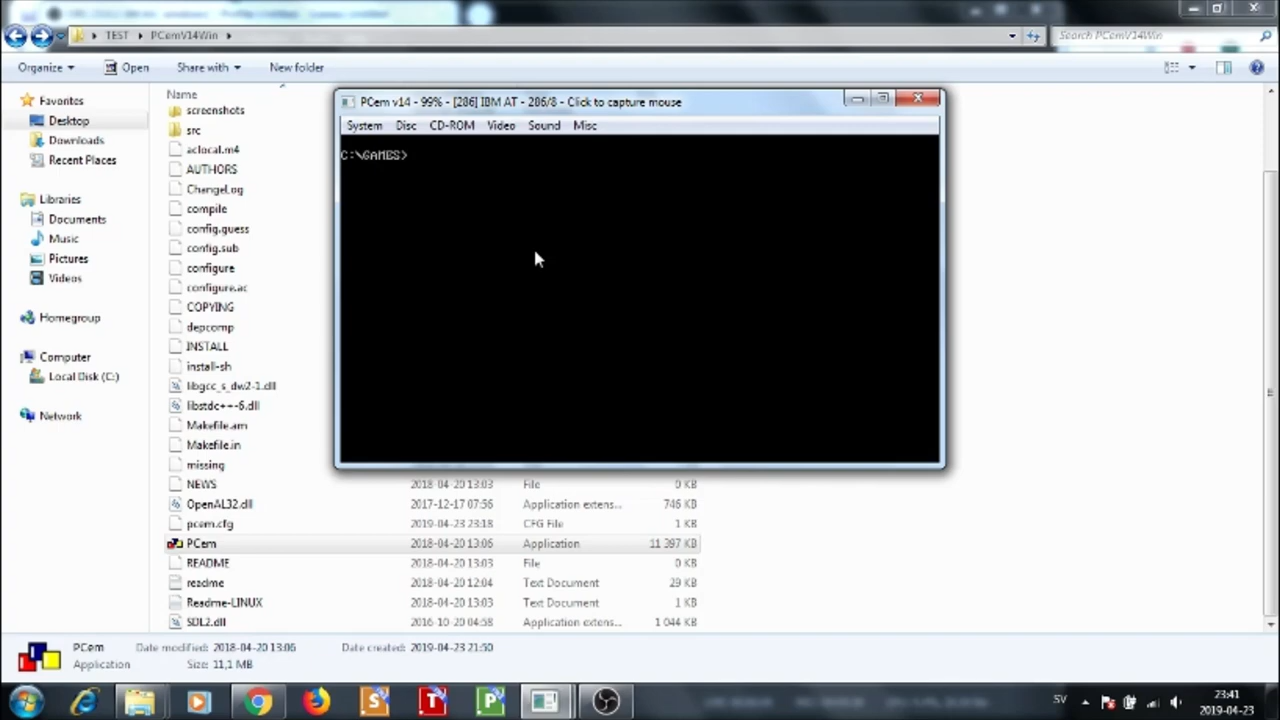 TEST
PCemV14Win
Search PCemV14Win
Organize
Open
Share with
New folder
Favorites
Desktop
Downloads
Recent Places
Libraries
Documents
Music
Pictures
Videos
Homegroup
Computer
Local Disk (C:)
Network
Name
screenshots
src
aclocal.m4
AUTHORS
ChangeLog
compile
config.guess
config.sub
configure
configure.ac
COPYING
depcomp
INSTALL
install-sh
libgcc_s_dw2-1.dll
libstdc++-6.dll
Makefile.am
Makefile.in
missing
NEWS 2018-04-20 13:03 File 0 KB
OpenAL32.dll 2017-12-17 07:56 Application extens... 746 KB
pcem.cfg 2019-04-23 23:18 CFG File 1 KB
PCem 2018-04-20 13:06 Application 11 397 KB
README 2018-04-20 13:03 File 0 KB
readme 2018-04-20 12:04 Text Document 29 KB
Readme-LINUX 2018-04-20 13:03 Text Document 1 KB
SDL2.dll 2016-10-20 04:58 Application extens... 1 044 KB
PCem v14 - 99% - [286] IBM AT - 286/8 - Click to capture mouse
System Disc CD-ROM Video Sound Misc
C:\GAMES>
PCem Date modified: 2018-04-20 13:06 Date created: 2019-04-23 21:50
Application Size: 11,1 MB
SV
23:41
2019-04-23